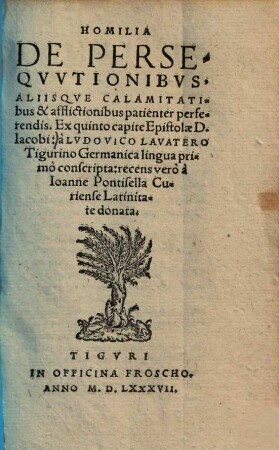 HOMILIA
DE PERSE-
QVVTIONIBVS
ALIISQVE CALAMITATI-
bus & afflictionibus patienter perfe-
rendis. Ex quinto capite Epistolæ D.
Iacobi: à LVDOVICO LAVATERO
Tigurino Germanica lingua pri-
mò conscripta: recens verò à
Ioanne Pontisella Cu-
riense Latinita-
te donata.
TIGVRI
IN OFFICINA FROSCHO.
ANNO M. D. LXXXVII.